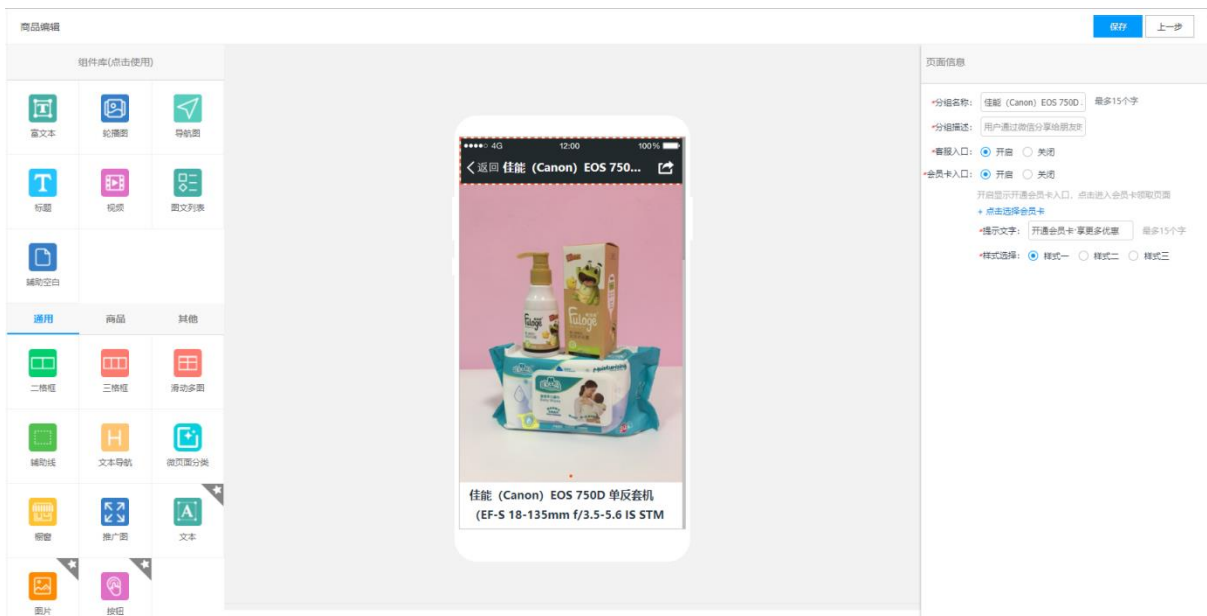 商品编辑
保存
上一步
组件库(点击使用)
富文本
轮播图
导航图
标题
视频
图文列表
辅助空白
通用
商品
其他
二格框
三格框
滑动多图
辅助线
文本导航
微页面分类
橱窗
推广图
文本
图片
按钮
4G 12:00 100%
返回 佳能（Canon）EOS 750...
Fuloge
佳能（Canon）EOS 750D 单反套机
（EF-S 18-135mm f/3.5-5.6 IS STM
页面信息
*分组名称： 佳能（Canon）EOS 750D 最多15个字
*分组描述： 用户通过微信分享给朋友时
*客服入口： 开启 关闭
*会员卡入口： 开启 关闭
开启显示开通会员卡入口，点击进入会员卡领取页面
+ 点击选择会员卡
*提示文字： 开通会员卡·享更多优惠 最多15个字
*样式选择： 样式一 样式二 样式三